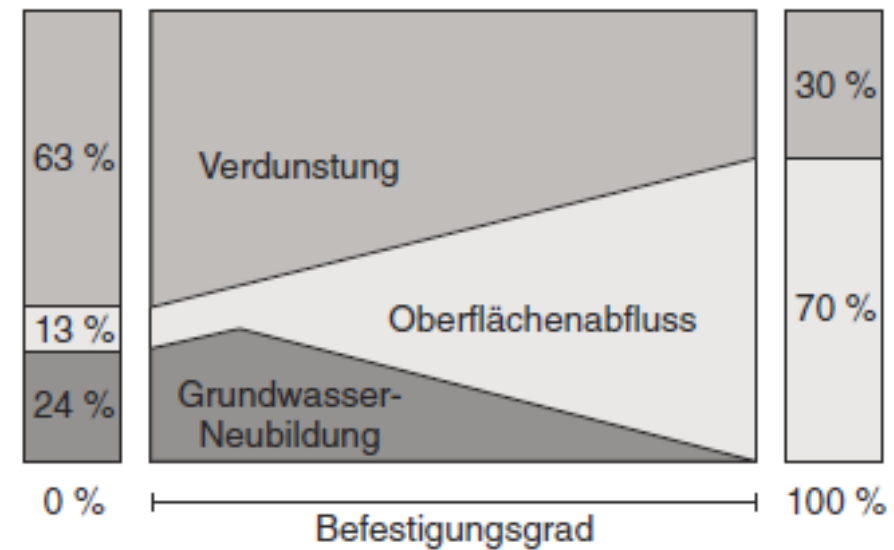 63 %
13 %
24 %
0 %
Verdunstung
Oberflächenabfluss
Grundwasser-
Neubildung
Befestigungsgrad
30 %
70 %
100 %